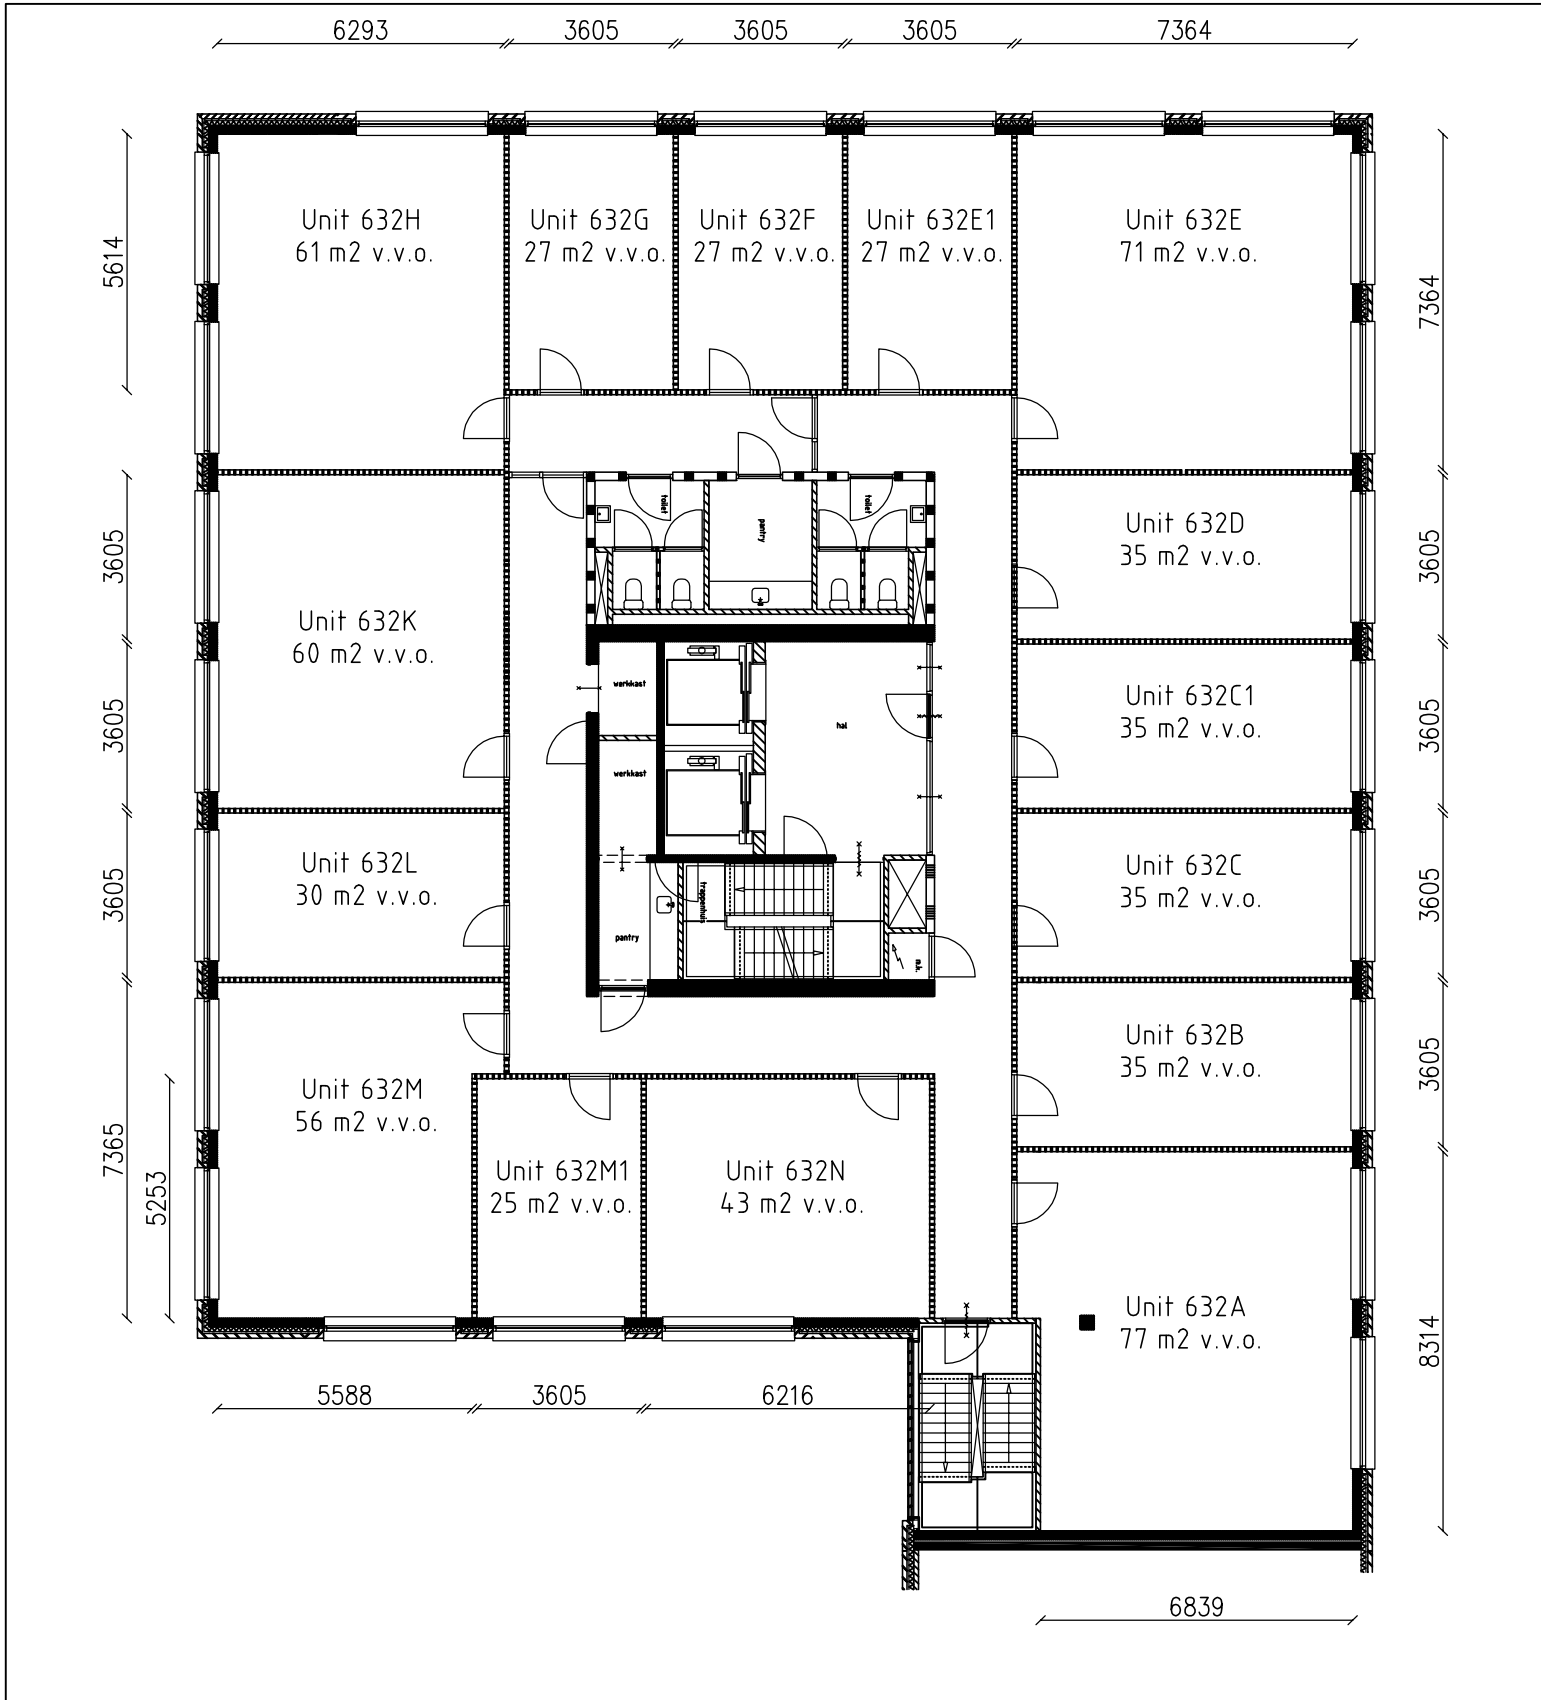 6293
3605
3605
3605
7364
Unit 632H
61 m2 v.v.o.
Unit 632G
27 m2 v.v.o.
Unit 632F
27 m2 v.v.o.
Unit 632E1
27 m2 v.v.o.
Unit 632E
71 m2 v.v.o.
5614
7364
toilet
pantry
toilet
Unit 632D
35 m2 v.v.o.
3605
3605
Unit 632K
60 m2 v.v.o.
werkkast
hal
Unit 632C1
35 m2 v.v.o.
3605
3605
werkkast
Unit 632L
30 m2 v.v.o.
Unit 632C
35 m2 v.v.o.
3605
3605
trappenhuis
pantry
m.k.
Unit 632B
35 m2 v.v.o.
3605
Unit 632M
56 m2 v.v.o.
7365
5253
Unit 632M1
25 m2 v.v.o.
Unit 632N
43 m2 v.v.o.
Unit 632A
77 m2 v.v.o.
8314
5588
3605
6216
6839